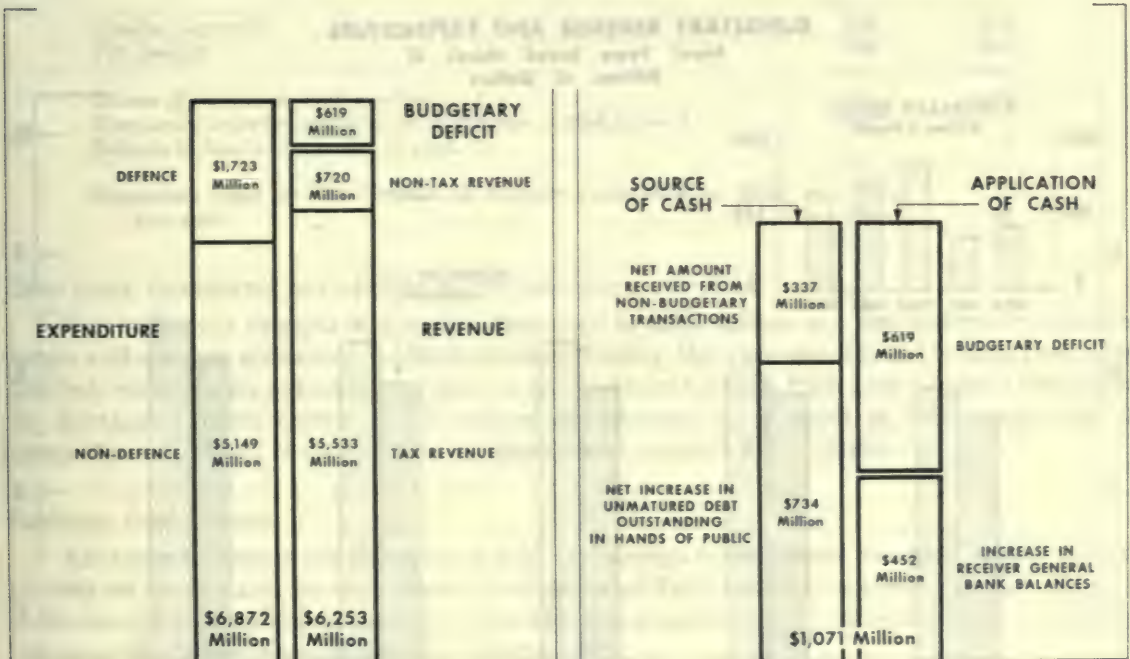 $619
Million
BUDGETARY
DEFICIT
DEFENCE
$1,723
Million
$720
Million
NON-TAX REVENUE
EXPENDITURE
REVENUE
NON-DEFENCE
$5,149
Million
$5,533
Million
TAX REVENUE
$6,872
Million
$6,253
Million
SOURCE
OF CASH
APPLICATION
OF CASH
NET AMOUNT
RECEIVED FROM
NON-BUDGETARY
TRANSACTIONS
$337
Million
$619
Million
BUDGETARY DEFICIT
NET INCREASE IN
UNMATURED DEBT
OUTSTANDING
IN HANDS OF PUBLIC
$734
Million
$452
Million
INCREASE IN
RECEIVER GENERAL
BANK BALANCES
$1,071 Million